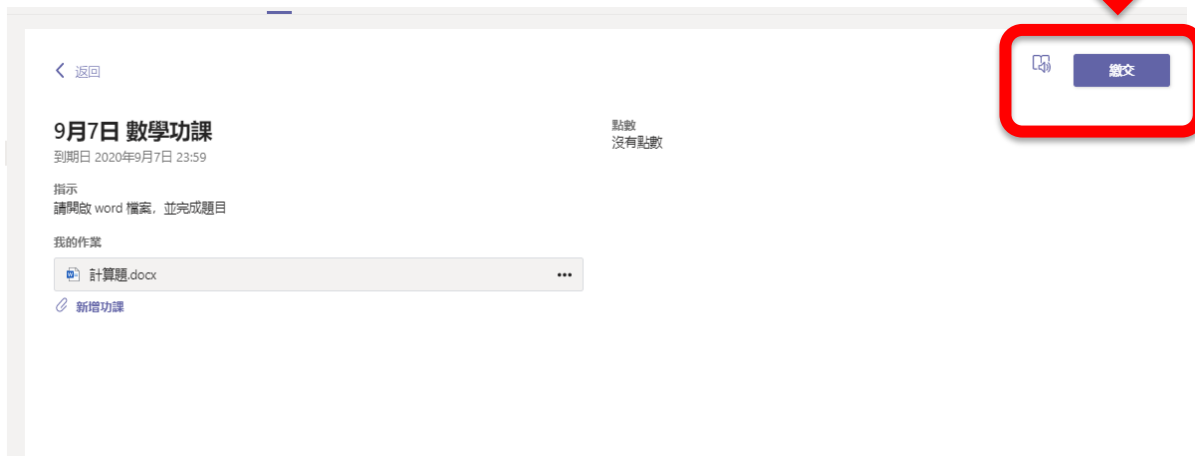 返回
繳交
9月7日 數學功課
到期日 2020年9月7日 23:59
點數
沒有點數
指示
請開啟 word 檔案，並完成題目
我的作業
計算題.docx
新增功課